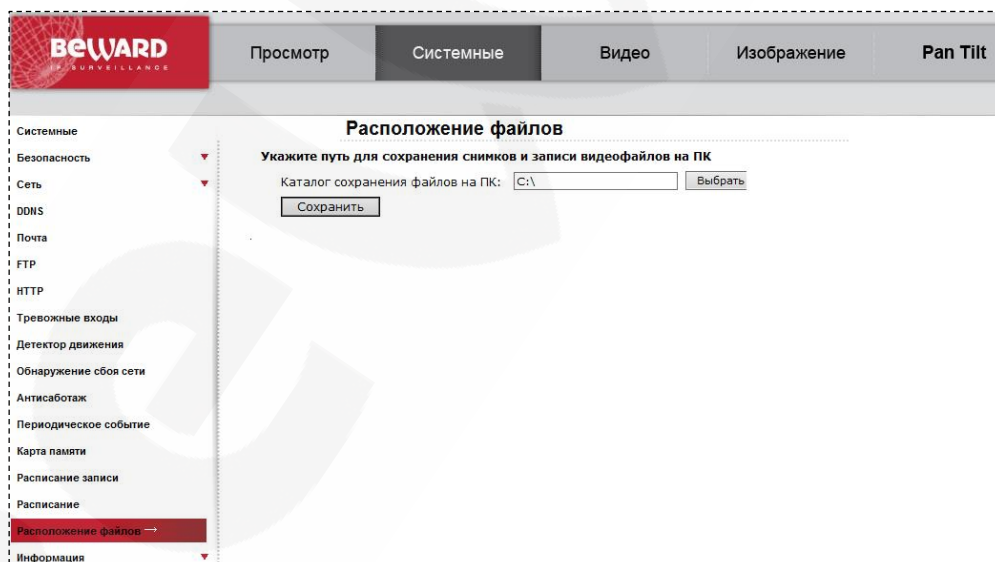 BEWARD
IP SURVEILLANCE
Просмотр
Системные
Видео
Изображение
Pan Tilt
Системные
Безопасность
Сеть
DDNS
Почта
FTP
HTTP
Тревожные входы
Детектор движения
Обнаружение сбоя сети
Антисаботаж
Периодическое событие
Карта памяти
Расписание записи
Расписание
Расположение файлов →
Информация
Расположение файлов
Укажите путь для сохранения снимков и записи видеофайлов на ПК
Каталог сохранения файлов на ПК: C:\ Выбрать
Сохранить